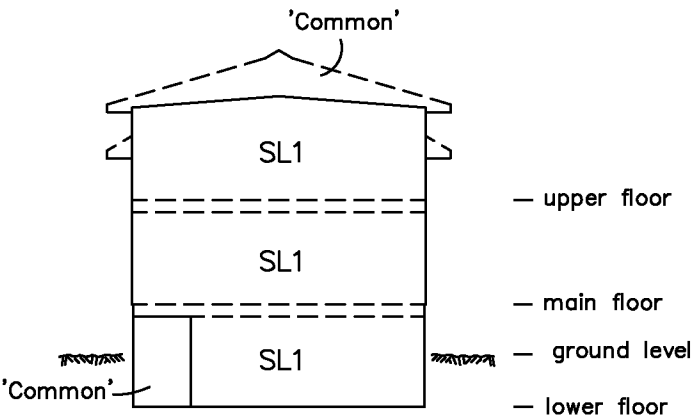 'Common'
SL1
upper floor
SL1
main floor
SL1
ground level
'Common'
lower floor